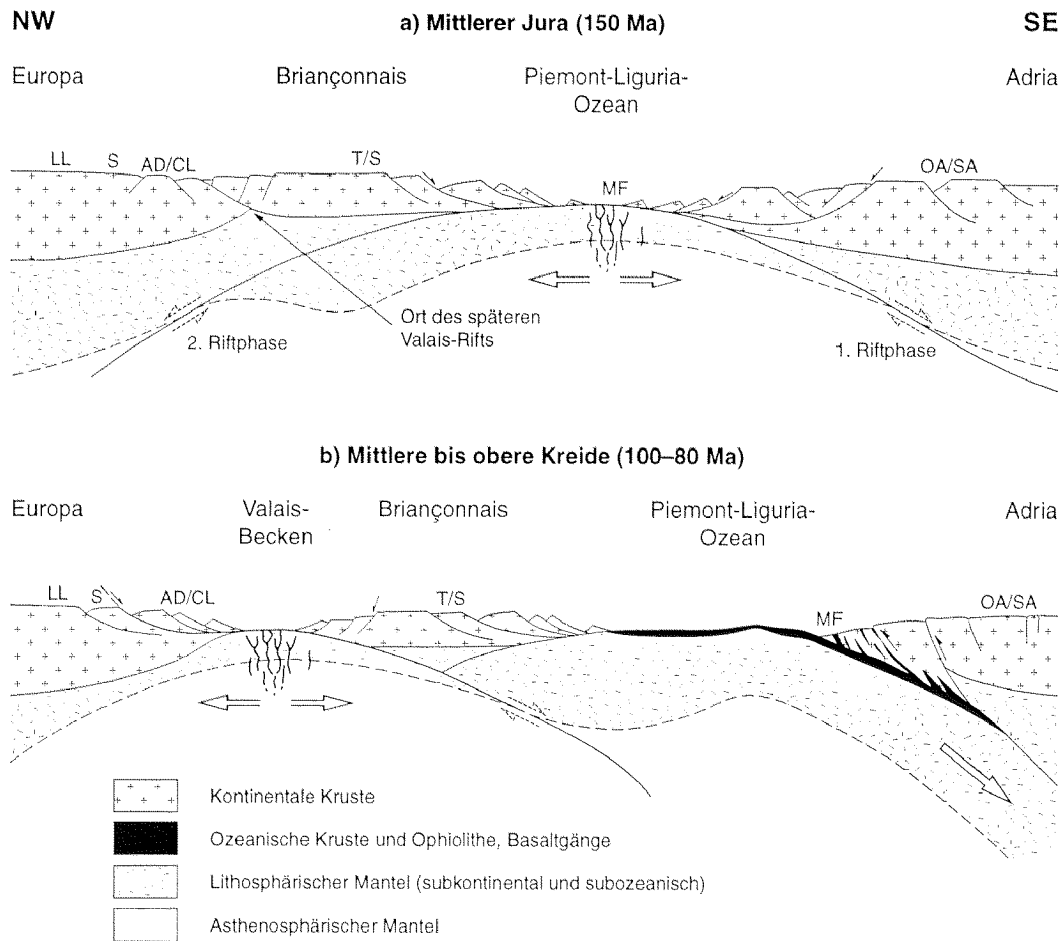 NW
a) Mittlerer Jura (150 Ma)
SE
Europa
Briançonnais
Piemont-Liguria-
Ozean
Adria
LL
S
AD/CL
T/S
MF
OA/SA
2. Riftphase
Ort des späteren
Valais-Rifts
1. Riftphase
b) Mittlere bis obere Kreide (100–80 Ma)
Europa
Valais-
Becken
Briançonnais
Piemont-Liguria-
Ozean
Adria
LL
S
AD/CL
T/S
MF
OA/SA
Kontinentale Kruste
Ozeanische Kruste und Ophiolithe, Basaltgänge
Lithosphärischer Mantel (subkontinental und subozeanisch)
Asthenosphärischer Mantel